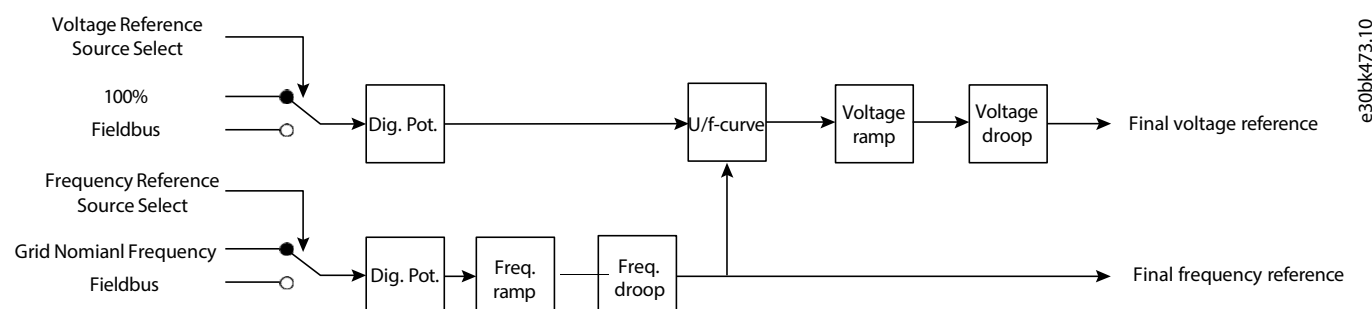 Voltage Reference
Source Select
100%
Fieldbus
Dig. Pot.
U/f-curve
Voltage
ramp
Voltage
droop
Final voltage reference
Frequency Reference
Source Select
Grid Nomianl Frequency
Fieldbus
Dig. Pot.
Freq.
ramp
Freq.
droop
Final frequency reference
e30bk473.10